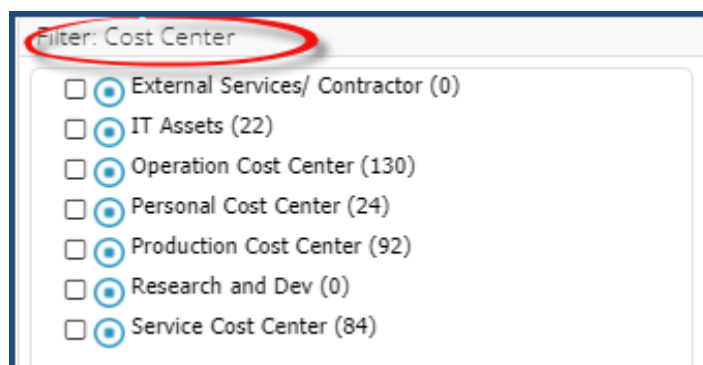 Filter: Cost Center
External Services/ Contractor (0)
IT Assets (22)
Operation Cost Center (130)
Personal Cost Center (24)
Production Cost Center (92)
Research and Dev (0)
Service Cost Center (84)